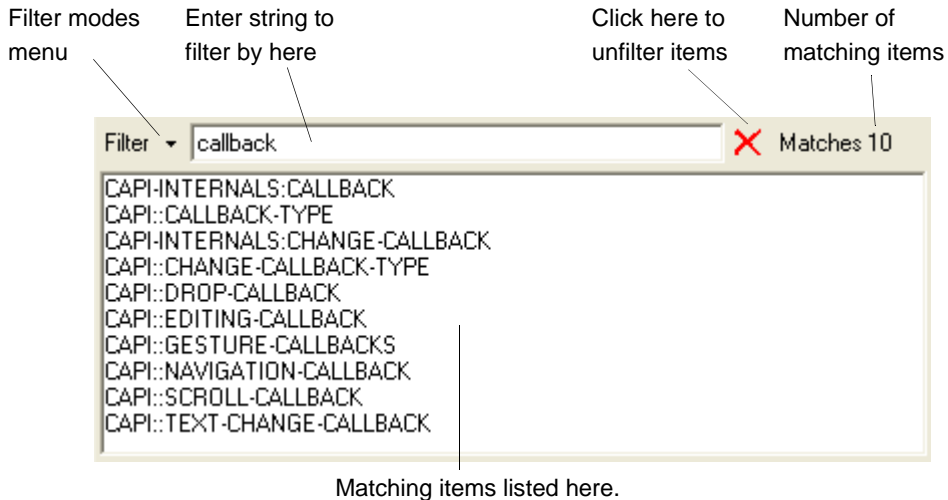 Filter modes menu
Enter string to filter by here
Click here to unfilter items
Number of matching items
Filter
callback
Matches 10
CAPI-INTERNALS:CALLBACK
CAPI::CALLBACK-TYPE
CAPI-INTERNALS:CHANGE-CALLBACK
CAPI::CHANGE-CALLBACK-TYPE
CAPI::DROP-CALLBACK
CAPI::EDITING-CALLBACK
CAPI::GESTURE-CALLBACKS
CAPI::NAVIGATION-CALLBACK
CAPI::SCROLL-CALLBACK
CAPI::TEXT-CHANGE-CALLBACK
Matching items listed here.